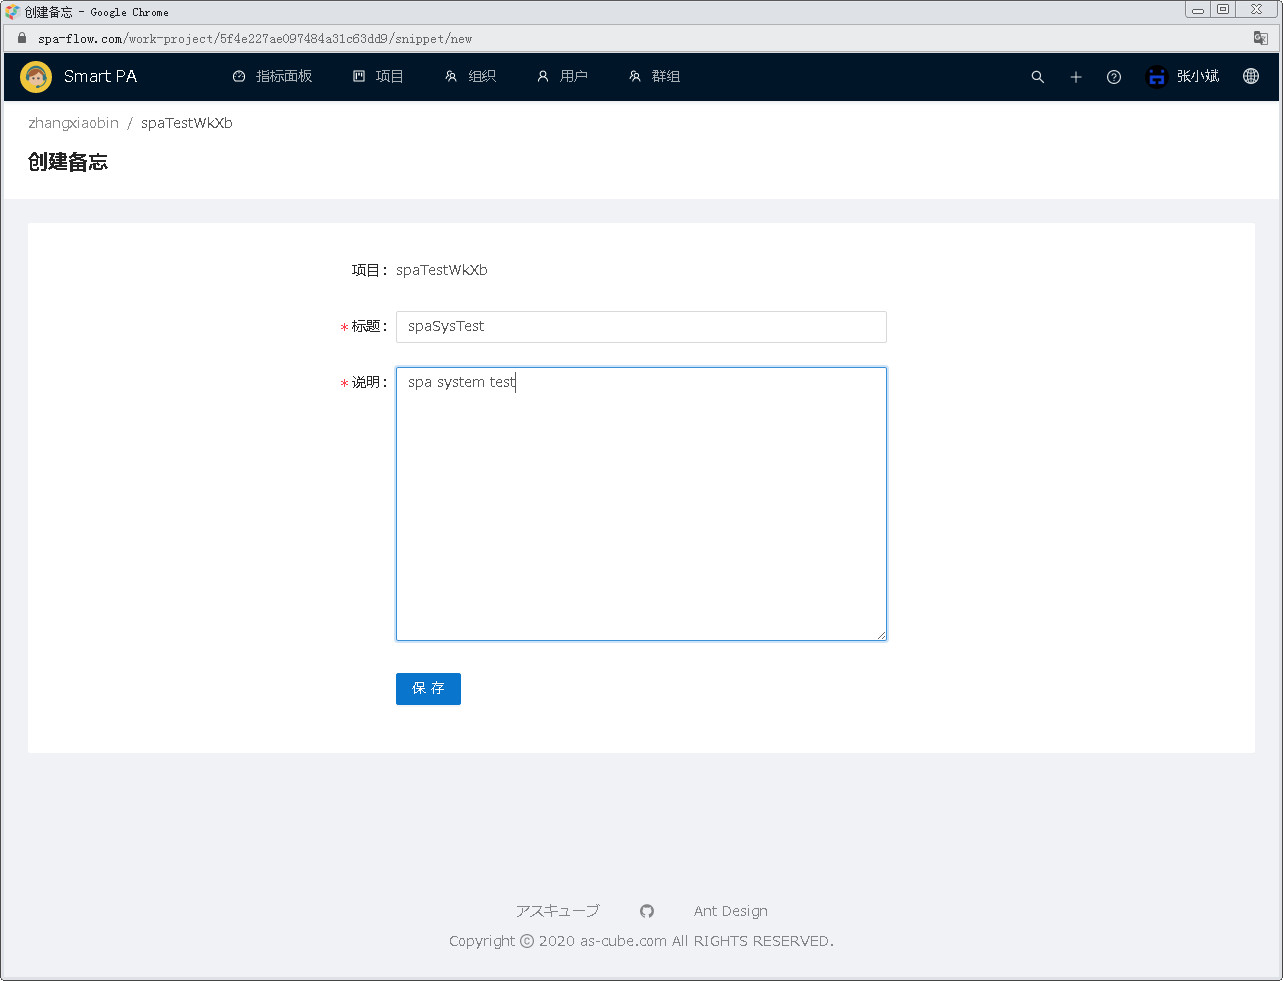 创建备忘 - Google Chrome
spa-flow.com/work-project/5f4e227ae097484a31c63dd9/snippet/new
Smart PA 指标面板 项目 组织 用户 群组 张小斌
zhangxiaobin / spaTestWkXb
创建备忘
项目: spaTestWkXb
* 标题: spaSysTest
* 说明: spa system test
保 存
アスキューブ Ant Design
Copyright © 2020 as-cube.com All RIGHTS RESERVED.